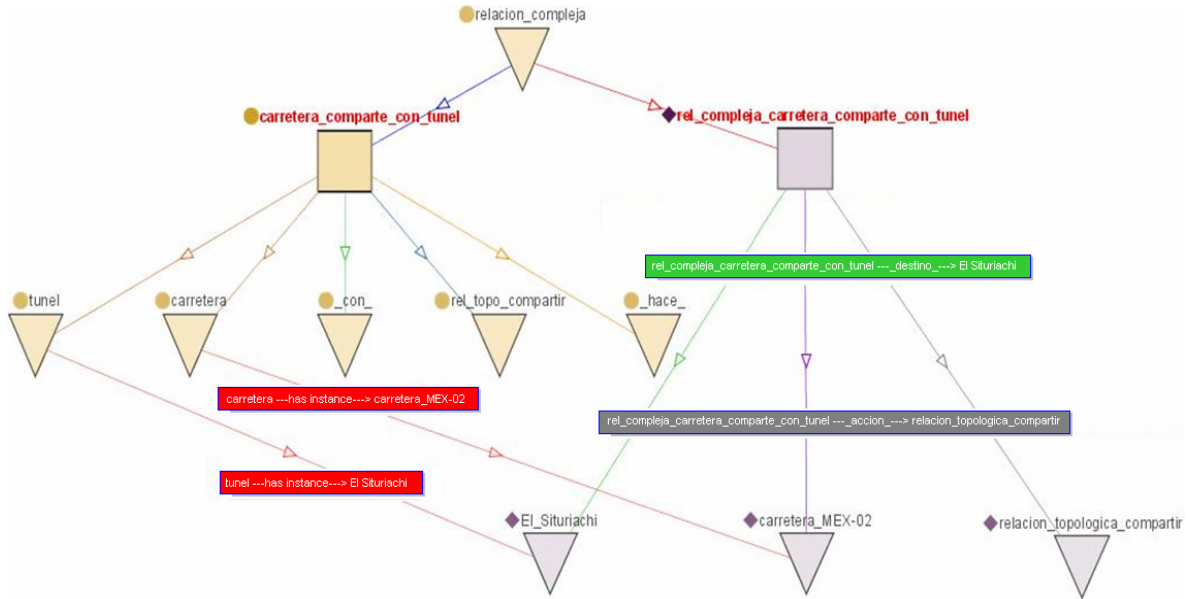 relacion_compleja
carretera_comparte_con_tunel
rel_compleja_carretera_comparte_con_tunel
rel_compleja_carretera_comparte_con_tunel ---_destino_---> El Situriachi
tunel
carretera
_con_
rel_topo_compartir
_hace_
carretera ---has instance---> carretera_MEX-02
rel_compleja_carretera_comparte_con_tunel ---_accion_---> relacion_topologica_compartir
tunel ---has instance---> El Situriachi
El_Situriachi
carretera_MEX-02
relacion_topologica_compartir